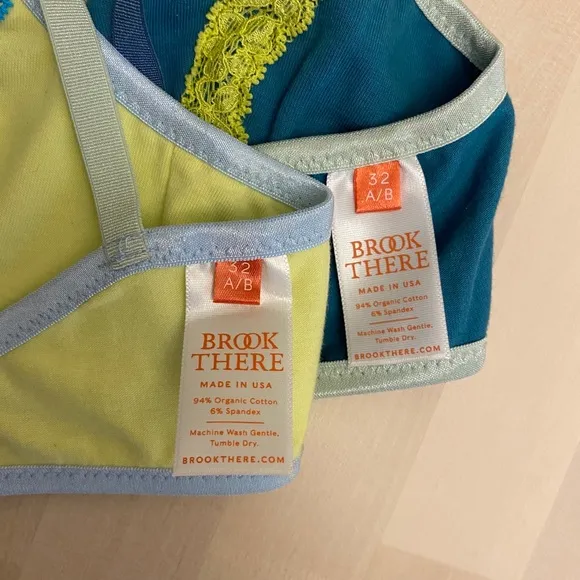 32
A/B
BROOK
THERE
MADE IN USA
94% Organic Cotton
6% Spandex
Machine Wash Gentle,
Tumble Dry.
BROOKTHERE.COM
32
A/B
BROOK
THERE
MADE IN USA
94% Organic Cotton
6% Spandex
Machine Wash Gentle,
Tumble Dry.
BROOKTHERE.COM